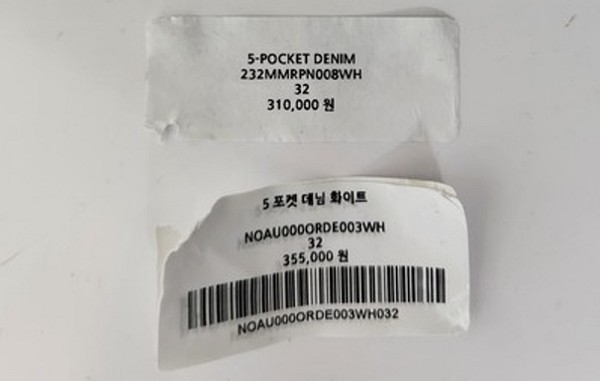 5-POCKET DENIM
232MMRPN008WH
32
310,000 원
5 포켓 데님 화이트
NOAU000ORDE003WH
32
355,000 원
NOAU000ORDE003WH032